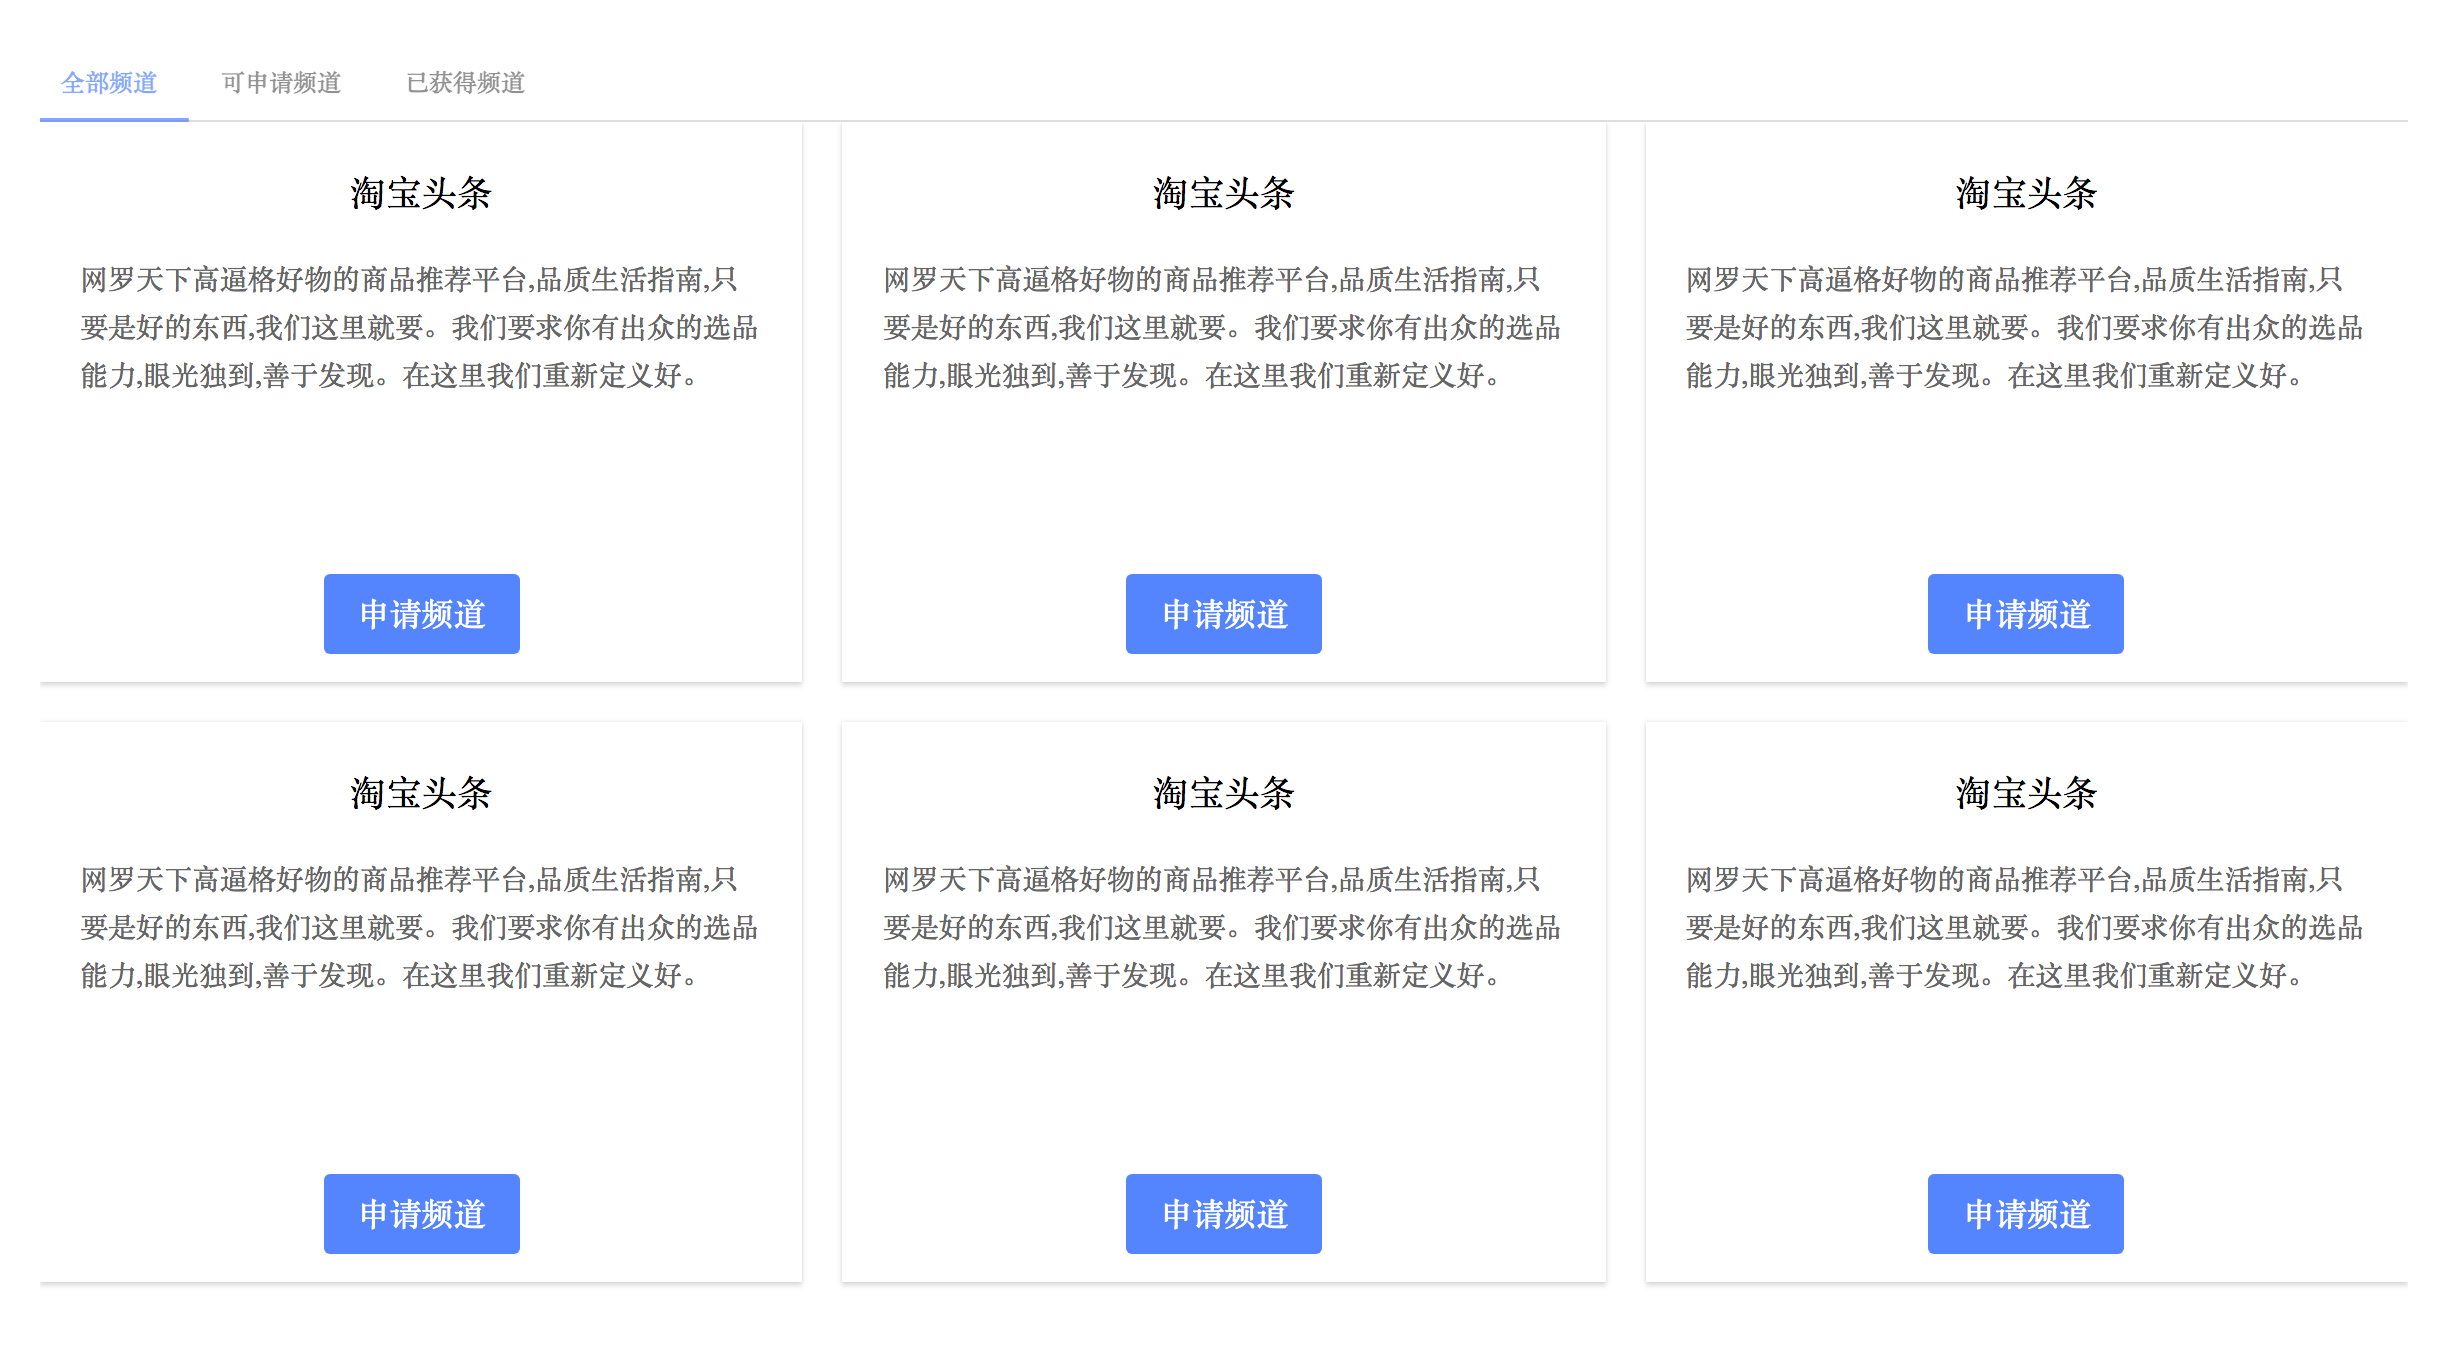 全部频道
可申请频道
已获得频道
淘宝头条
网罗天下高逼格好物的商品推荐平台,品质生活指南,只
要是好的东西,我们这里就要。我们要求你有出众的选品
能力,眼光独到,善于发现。在这里我们重新定义好。
申请频道
淘宝头条
网罗天下高逼格好物的商品推荐平台,品质生活指南,只
要是好的东西,我们这里就要。我们要求你有出众的选品
能力,眼光独到,善于发现。在这里我们重新定义好。
申请频道
淘宝头条
网罗天下高逼格好物的商品推荐平台,品质生活指南,只
要是好的东西,我们这里就要。我们要求你有出众的选品
能力,眼光独到,善于发现。在这里我们重新定义好。
申请频道
淘宝头条
网罗天下高逼格好物的商品推荐平台,品质生活指南,只
要是好的东西,我们这里就要。我们要求你有出众的选品
能力,眼光独到,善于发现。在这里我们重新定义好。
申请频道
淘宝头条
网罗天下高逼格好物的商品推荐平台,品质生活指南,只
要是好的东西,我们这里就要。我们要求你有出众的选品
能力,眼光独到,善于发现。在这里我们重新定义好。
申请频道
淘宝头条
网罗天下高逼格好物的商品推荐平台,品质生活指南,只
要是好的东西,我们这里就要。我们要求你有出众的选品
能力,眼光独到,善于发现。在这里我们重新定义好。
申请频道